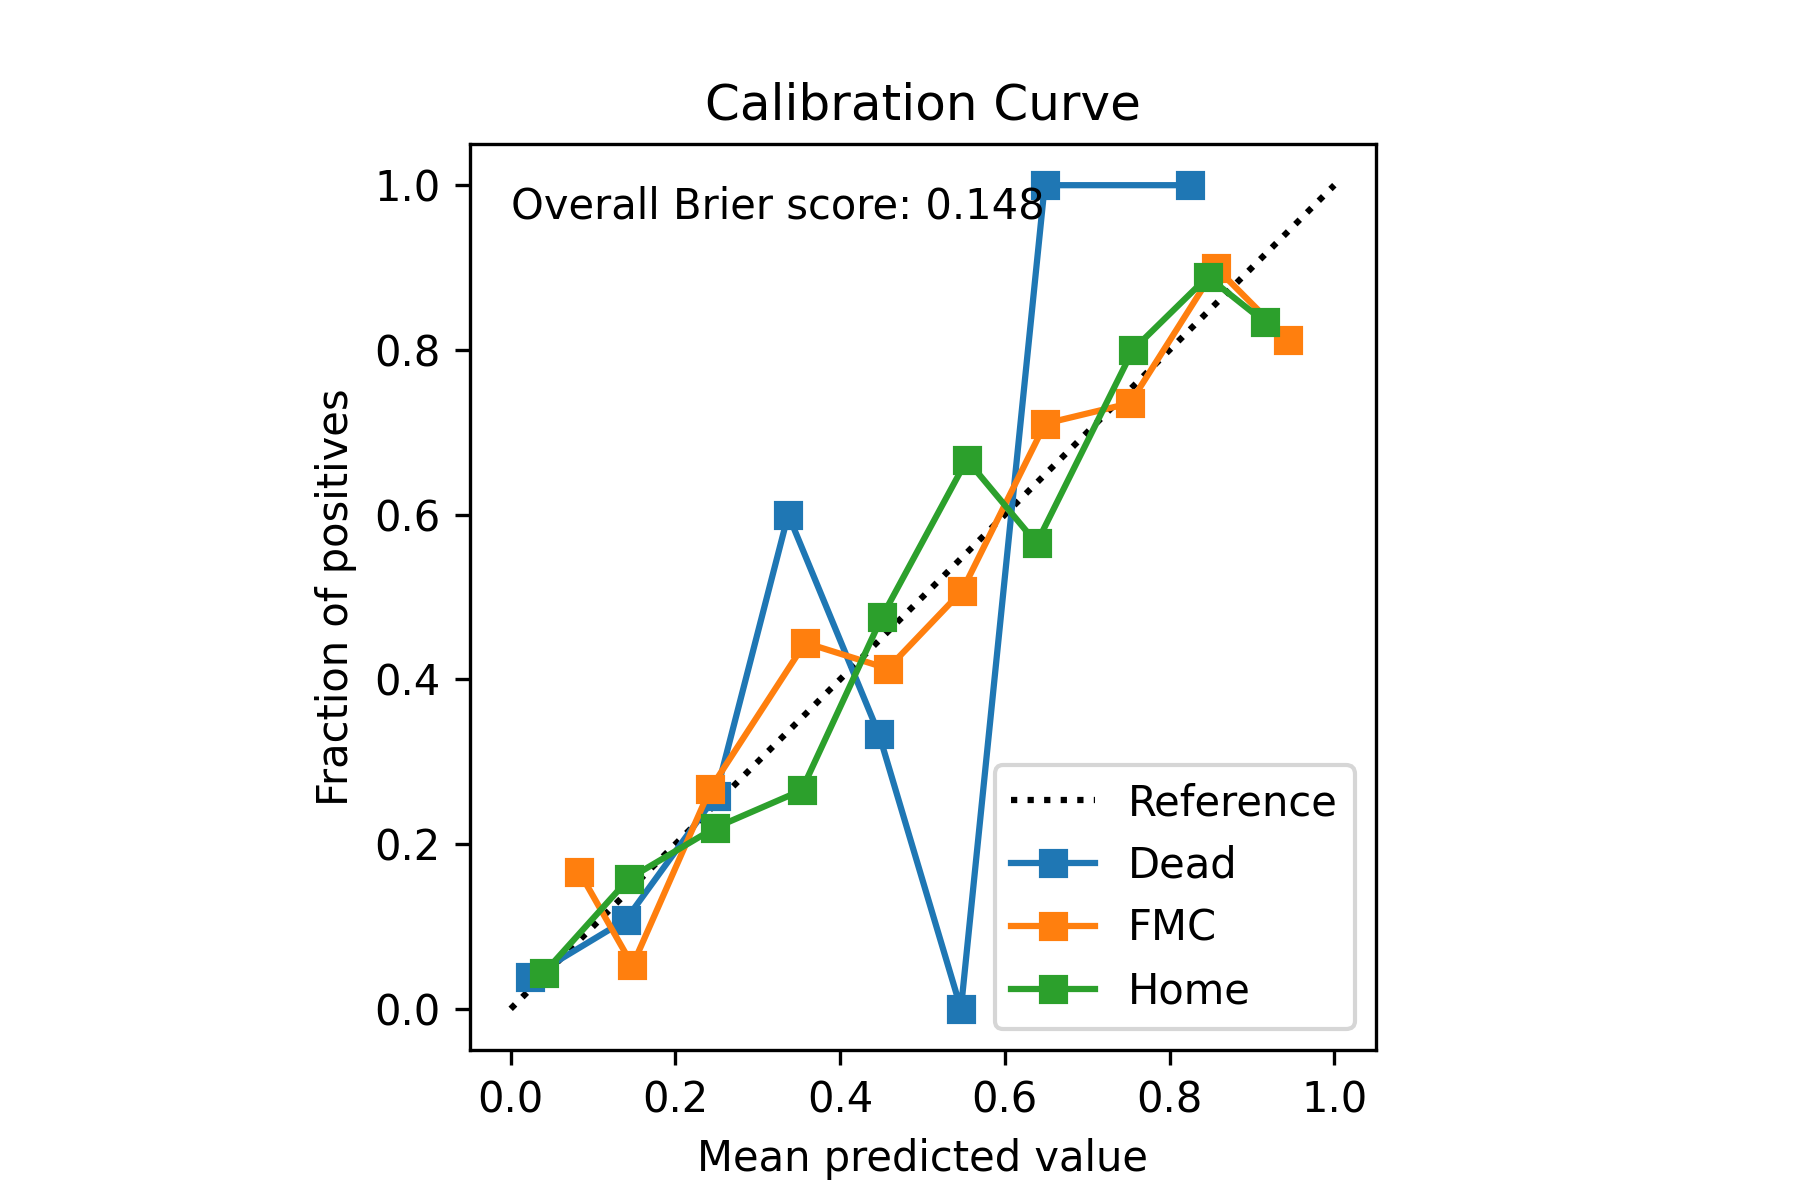 Calibration Curve
Overall Brier score: 0.148
1.0
0.8
0.6
0.4
0.2
0.0
Fraction of positives
Reference
Dead
FMC
Home
0.0 0.2 0.4 0.6 0.8 1.0
Mean predicted value